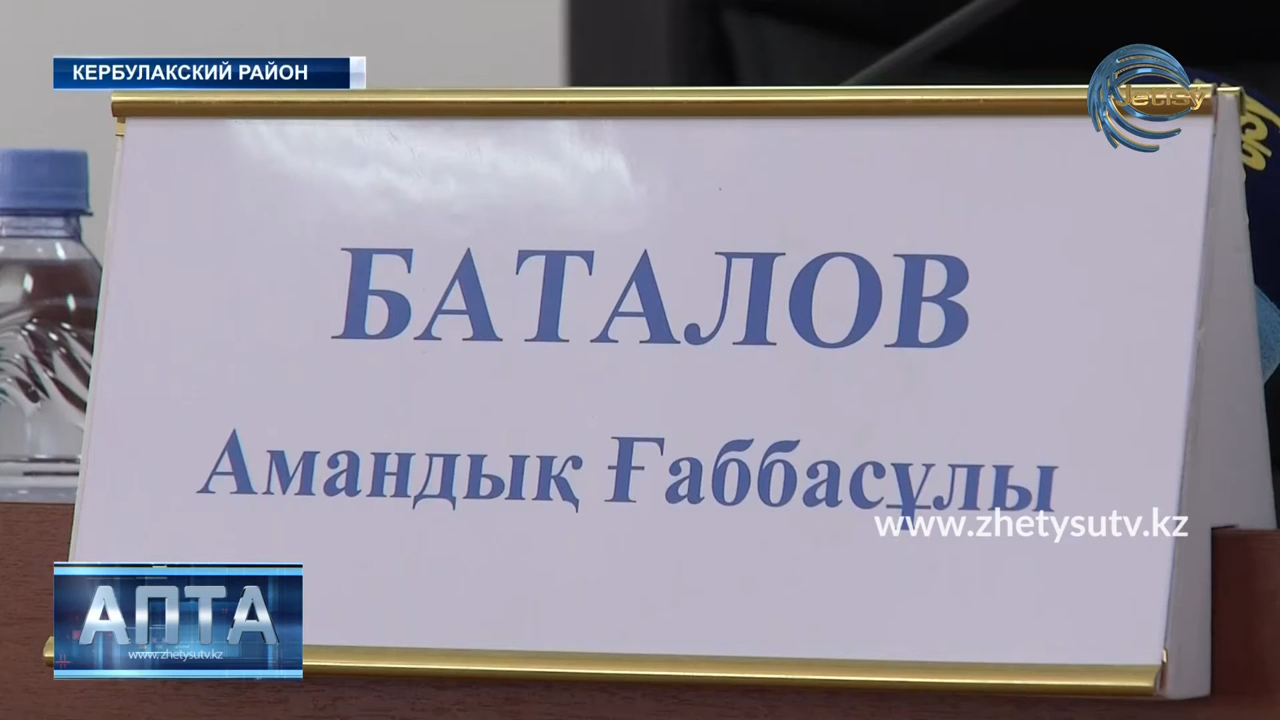 КЕРБУЛАКСКИЙ РАЙОН
Jetisy
БАТАЛОВ
Амандық Ғаббасұлы
www.zhetysutv.kz
АПТА
www.zhetysutv.kz